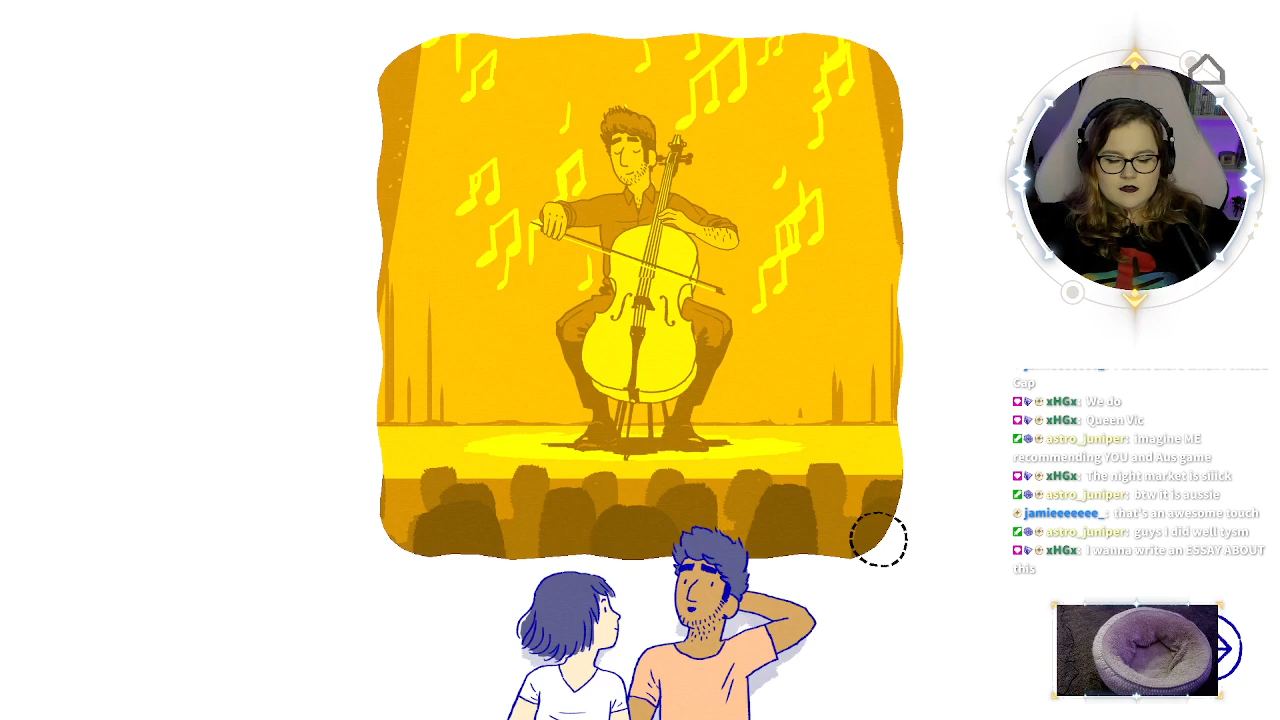 Cap
xHGx: We do
xHGx: Queen Vic
astro_juniper: imagine ME
recommending YOU and Aus game
xHGx: The night market is sliick
astro_juniper: btw it is aussie
jamieeeeeee_: that's an awesome touch
astro_juniper: guys I did well tysm
xHGx: I wanna write an ESSAY ABOUT
this